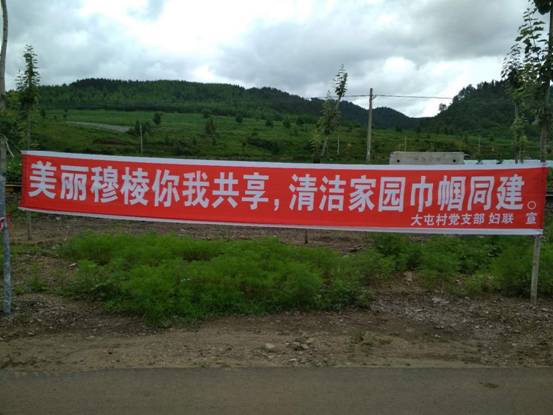 美丽穆棱你我共享,清洁家园巾帼同建。
大屯村党支部 妇联 宣